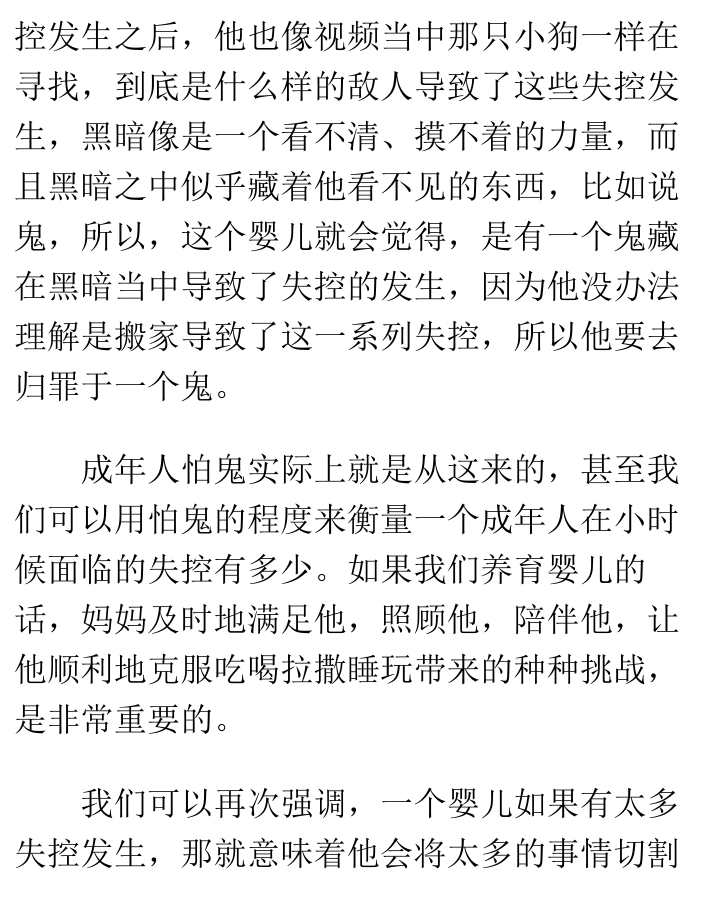 控发生之后，他也像视频当中那只小狗一样在
寻找，到底是什么样的敌人导致了这些失控发
生，黑暗像是一个看不清、摸不着的力量，而
且黑暗之中似乎藏着他看不见的东西，比如说
鬼，所以，这个婴儿就会觉得，是有一个鬼藏
在黑暗当中导致了失控的发生，因为他没办法
理解是搬家导致了这一系列失控，所以他要去
归罪于一个鬼。
成年人怕鬼实际上就是从这来的，甚至我
们可以用怕鬼的程度来衡量一个成年人在小时
候面临的失控有多少。如果我们养育婴儿的
话，妈妈及时地满足他，照顾他，陪伴他，让
他顺利地克服吃喝拉撒睡玩带来的种种挑战，
是非常重要的。
我们可以再次强调，一个婴儿如果有太多
失控发生，那就意味着他会将太多的事情切割